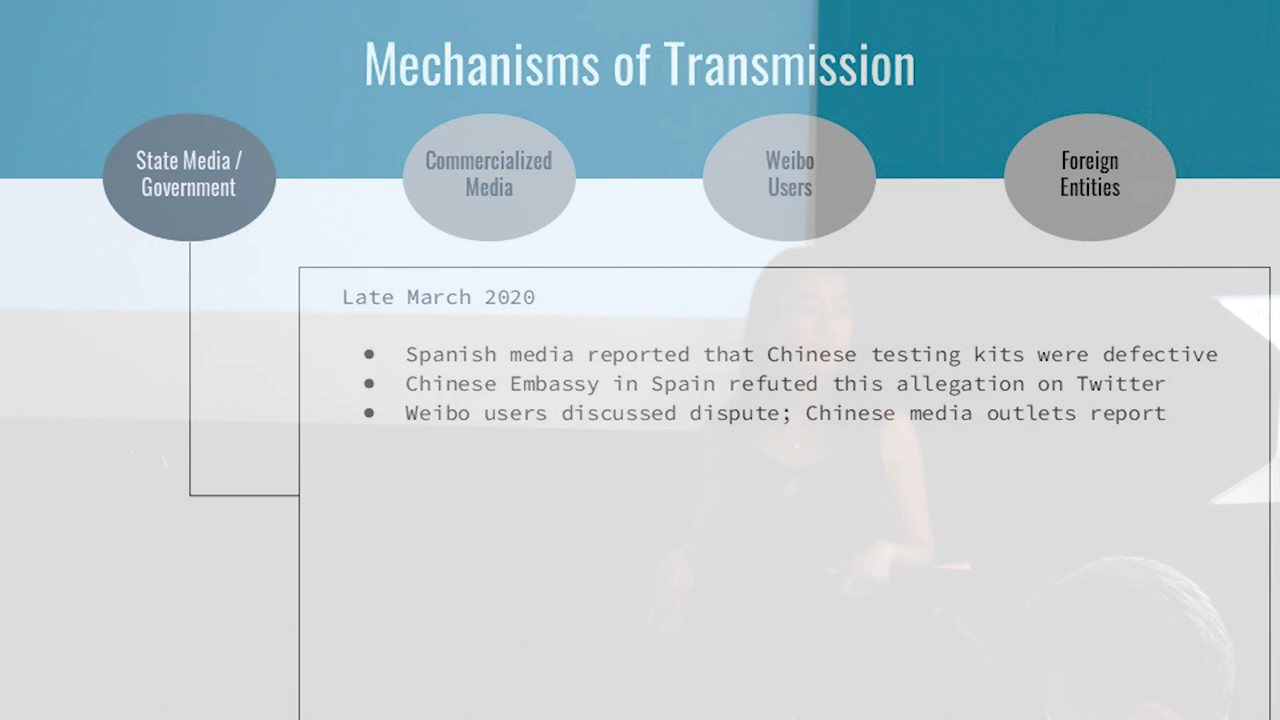 Mechanisms of Transmission
State Media /
Government
Commercialized
Media
Weibo
Users
Foreign
Entities
Late March 2020
● Spanish media reported that Chinese testing kits were defective
● Chinese Embassy in Spain refuted this allegation on Twitter
● Weibo users discussed dispute; Chinese media outlets report